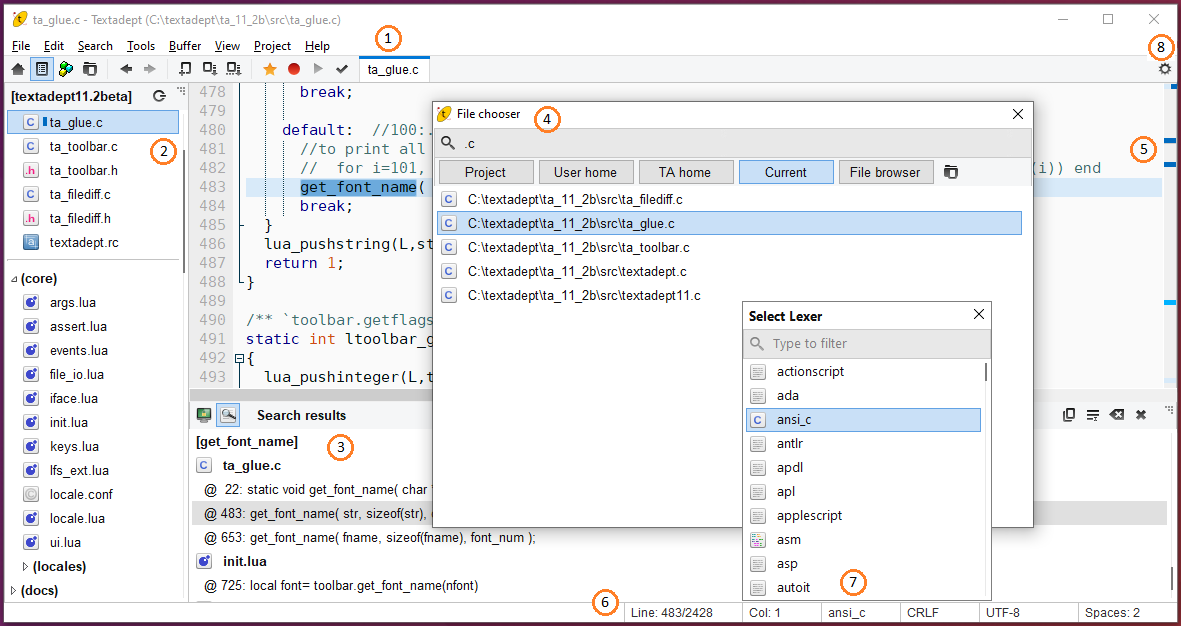 ta_glue.c - Textadept (C:\textadept\ta_11_2b\src\ta_glue.c)
File Edit Search Tools Buffer View Project Help
1
8
ta_glue.c
[textadept11.2beta]
ta_glue.c
ta_toolbar.c
2
ta_toolbar.h
ta_filediff.c
ta_filediff.h
textadept.rc
(core)
args.lua
assert.lua
events.lua
file_io.lua
iface.lua
init.lua
keys.lua
lfs_ext.lua
locale.conf
locale.lua
ui.lua
(locales)
(docs)
478 break;
479
480 default: //100:.
481 //to print all
482 // for i=101, (i)) end
483 get_font_name(
484 break;
485 }
486 lua_pushstring(L,st
487 return 1;
488 }
489
490 /** `toolbar.getflags
491 static int ltoolbar_g
492 {
493 lua_pushinteger(L,t
5
File chooser
4
.c
Project User home TA home Current File browser
C C:\textadept\ta_11_2b\src\ta_filediff.c
C C:\textadept\ta_11_2b\src\ta_glue.c
C C:\textadept\ta_11_2b\src\ta_toolbar.c
C C:\textadept\ta_11_2b\src\textadept.c
C C:\textadept\ta_11_2b\src\textadept11.c
Select Lexer
Type to filter
actionscript
ada
C ansi_c
antlr
apdl
apl
applescript
asm
asp
autoit
7
Search results
[get_font_name]
3
C ta_glue.c
@ 22: static void get_font_name( char
@ 483: get_font_name( str, sizeof(str),
@ 653: get_font_name( fname, sizeof(fname), font_num );
init.lua
@ 725: local font= toolbar.get_font_name(nfont)
6
Line: 483/2428 Col: 1 ansi_c CRLF UTF-8 Spaces: 2